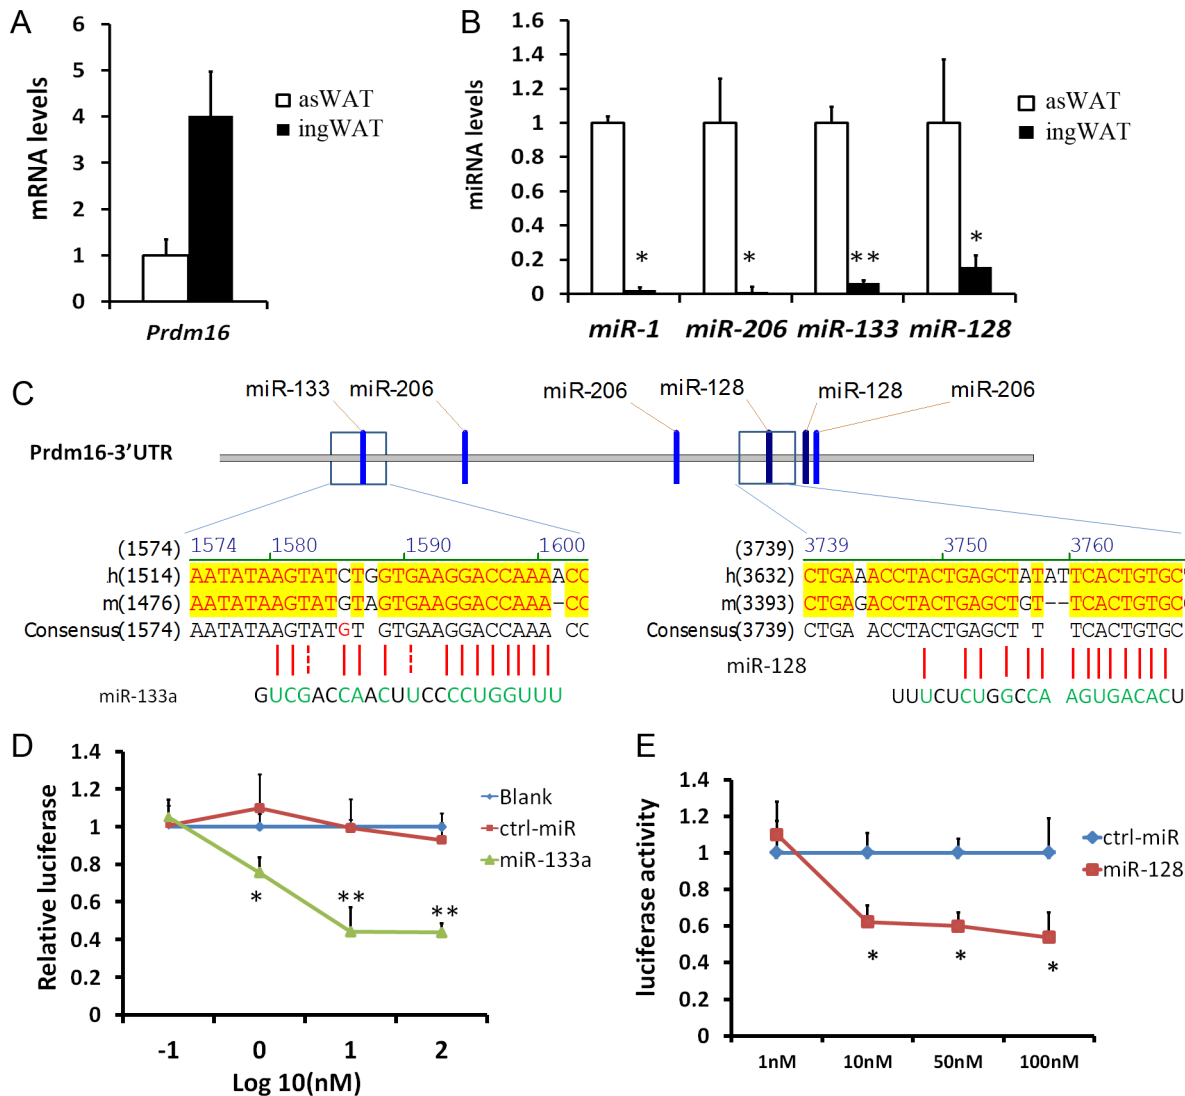 A
6
5
4
3
2
1
0
mRNA levels
asWAT
ingWAT
Prdm16
B
1.6
1.4
1.2
1
0.8
0.6
0.4
0.2
0
miRNA levels
* * ** *
asWAT
ingWAT
miR-1 miR-206 miR-133 miR-128
C
miR-133 miR-206 miR-206 miR-128 miR-128 miR-206
Prdm16-3'UTR
(1574) 1574 1580 1590 1600
h(1514) AATATAAGTATCTGGTGAAGGACCAAAACC
m(1476) AATATAAGTATGTAGTGAAGGACCAAA-CC
Consensus(1574) AATATAAGTATGT GTGAAGGACCAAA CC
miR-133a GUCGACCAACUUCCCCUGGUUU
(3739) 3739 3750 3760
h(3632) CTGAAACCTACTGAGCTATATTCACTGTGC
m(3393) CTGAGACCTACTGAGCTGT--TCACTGTGC
Consensus(3739) CTGA ACCTACTGAGCT T TCACTGTGC
miR-128
UUUCUCUGGCCA AGUGACACU
D
1.4
1.2
1
0.8
0.6
0.4
0.2
0
Relative luciferase
* ** **
Blank
ctrl-miR
miR-133a
-1 0 1 2
Log 10(nM)
E
1.4
1.2
1
0.8
0.6
0.4
0.2
0
luciferase activity
* * *
ctrl-miR
miR-128
1nM 10nM 50nM 100nM